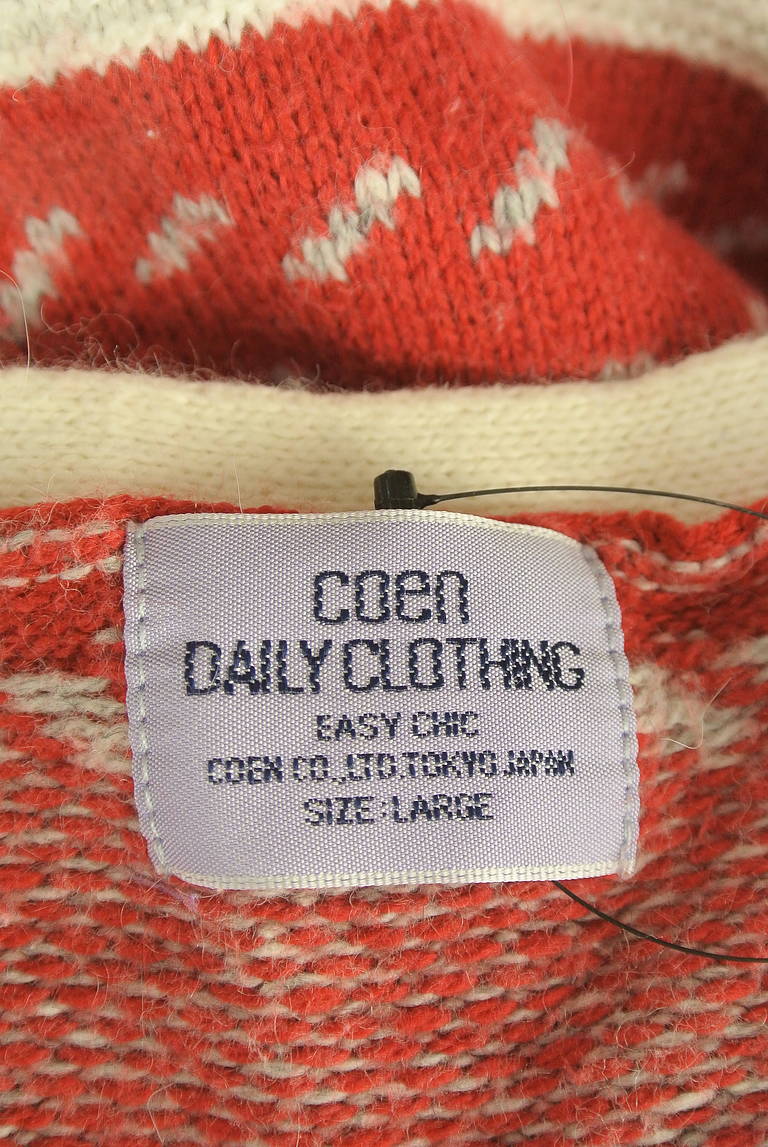 coen
DAILY CLOTHING
EASY CHIC
COEN CO.,LTD.TOKYO JAPAN
SIZE:LARGE